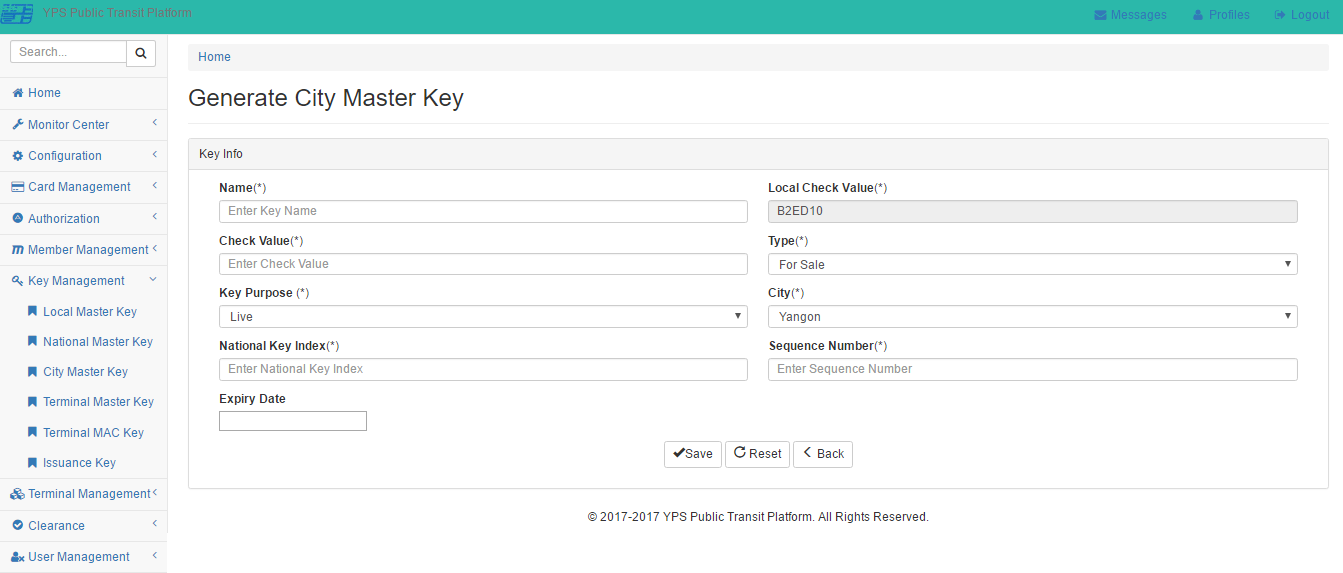 YPS Public Transit Platform
Messages Profiles Logout
Search...
Home
Monitor Center
Configuration
Card Management
Authorization
Member Management
Key Management
Local Master Key
National Master Key
City Master Key
Terminal Master Key
Terminal MAC Key
Issuance Key
Terminal Management
Clearance
User Management
Home
Generate City Master Key
Key Info
Name(*)
Enter Key Name
Local Check Value(*)
B2ED10
Check Value(*)
Enter Check Value
Type(*)
For Sale
Key Purpose (*)
Live
City(*)
Yangon
National Key Index(*)
Enter National Key Index
Sequence Number(*)
Enter Sequence Number
Expiry Date
Save Reset Back
© 2017-2017 YPS Public Transit Platform. All Rights Reserved.